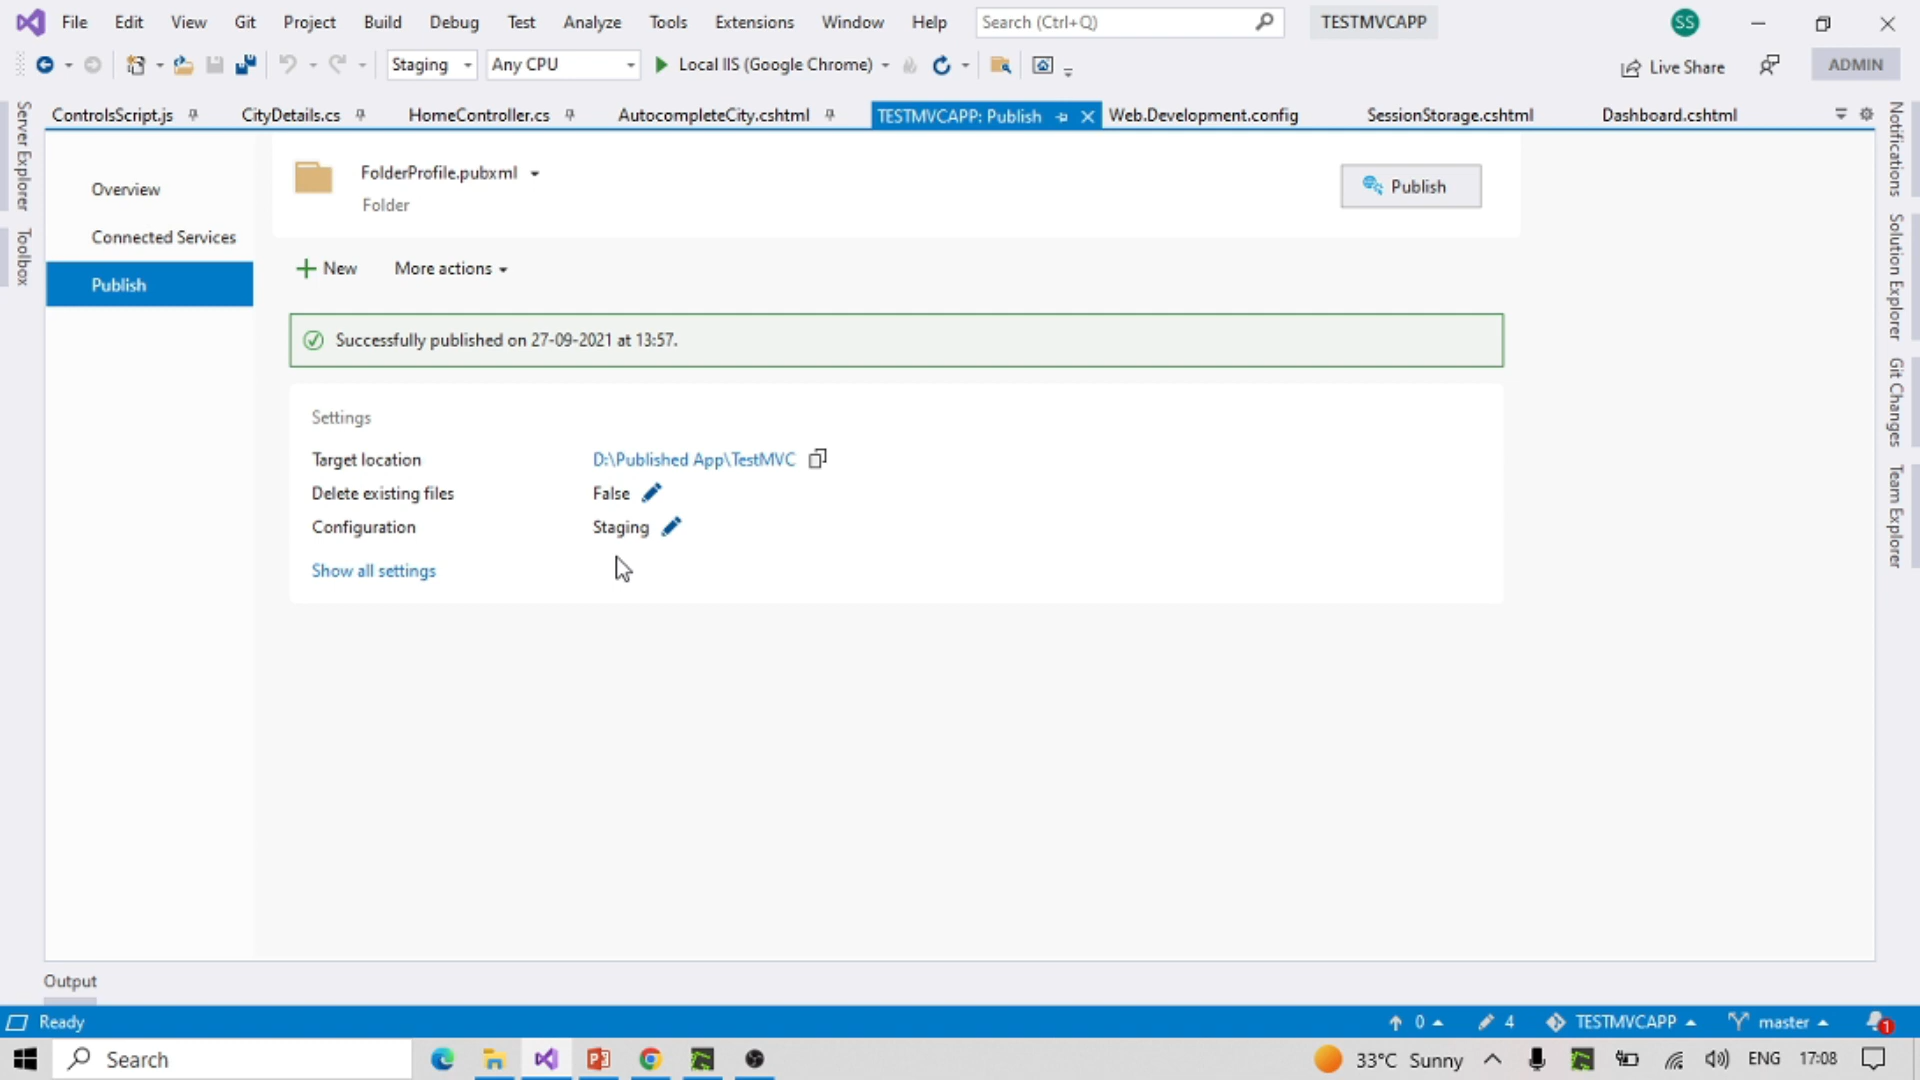 File Edit View Git Project Build Debug Test Analyze Tools Extensions Window Help Search (Ctrl+Q) TESTMVCAPP SS
Staging Any CPU Local IIS (Google Chrome) Live Share ADMIN
ControlsScript.js CityDetails.cs HomeController.cs AutocompleteCity.cshtml TESTMVCAPP: Publish Web.Development.config SessionStorage.cshtml Dashboard.cshtml
Server Explorer
Toolbox
Overview
Connected Services
Publish
FolderProfile.pubxml
Folder
Publish
New More actions
Successfully published on 27-09-2021 at 13:57.
Settings
Target location D:\Published App\TestMVC
Delete existing files False
Configuration Staging
Show all settings
Notifications
Solution Explorer
Git Changes
Team Explorer
Output
Ready 0 4 TESTMVCAPP master 1
Search 33°C Sunny ENG 17:08